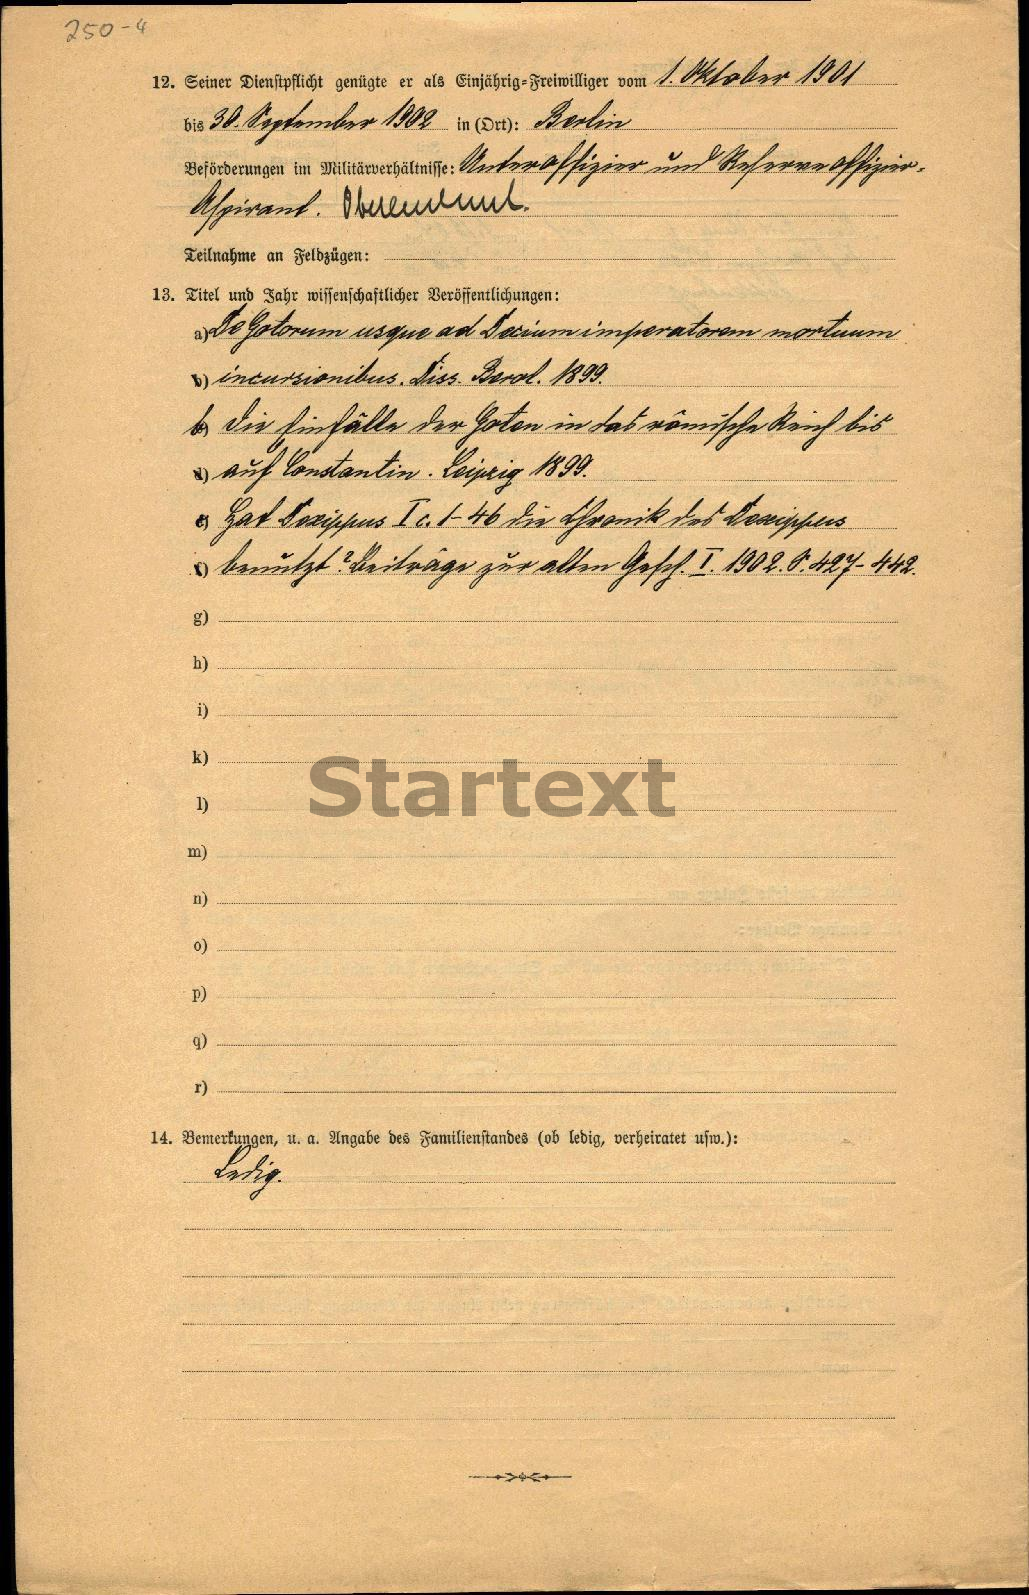 250-4
12. Seiner Dienstpflicht genügte er als Einjährig-Freiwilliger vom 1. Oktober 1901
bis 30. September 1902 in (Ort): Berlin
Beförderungen im Militärverhältnisse: Unteroffizier und Reserveoffizier-
Aspirant.
Teilnahme an Feldzügen:
13. Titel und Jahr wissenschaftlicher Veröffentlichungen:
a) De Gotorum usque ad Decium imperatorem mortuum
b) incursionibus. Diss. Berol. 1899.
b) Die Einfälle der Goten in das römische Reich bis
d) auf Constantin. Leipzig 1899.
c) Hat Dexippus I c. 1-46 die Chronik des Dexippus
f) benutzt? Beiträge zur alten Gesch. I. 1902. S. 427-442.
g)
h)
i)
k)
Startext
l)
m)
n)
o)
p)
q)
r)
14. Bemerkungen, u. a. Angabe des Familienstandes (ob ledig, verheiratet usw.):
Ledig.